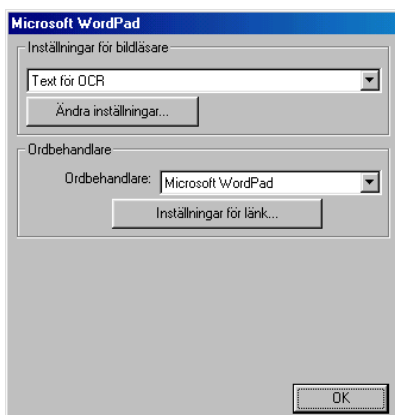 Microsoft WordPad
Inställningar för bildläsare
Text för OCR
Ändra inställningar...
Ordbehandlare
Ordbehandlare: Microsoft WordPad
Inställningar för länk...
OK